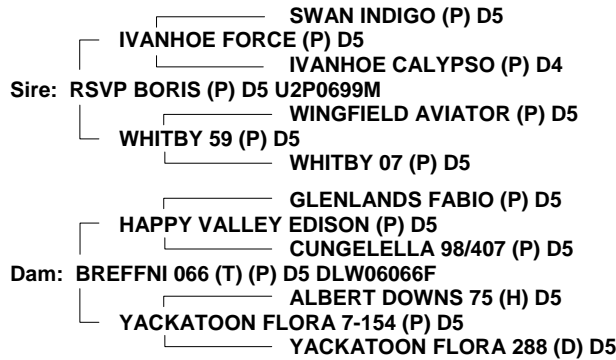 SWAN INDIGO (P) D5
IVANHOE FORCE (P) D5
IVANHOE CALYPSO (P) D4
Sire: RSVP BORIS (P) D5 U2P0699M
WINGFIELD AVIATOR (P) D5
WHITBY 59 (P) D5
WHITBY 07 (P) D5
GLENLANDS FABIO (P) D5
HAPPY VALLEY EDISON (P) D5
CUNGELELLA 98/407 (P) D5
Dam: BREFFNI 066 (T) (P) D5 DLW06066F
ALBERT DOWNS 75 (H) D5
YACKATOON FLORA 7-154 (P) D5
YACKATOON FLORA 288 (D) D5